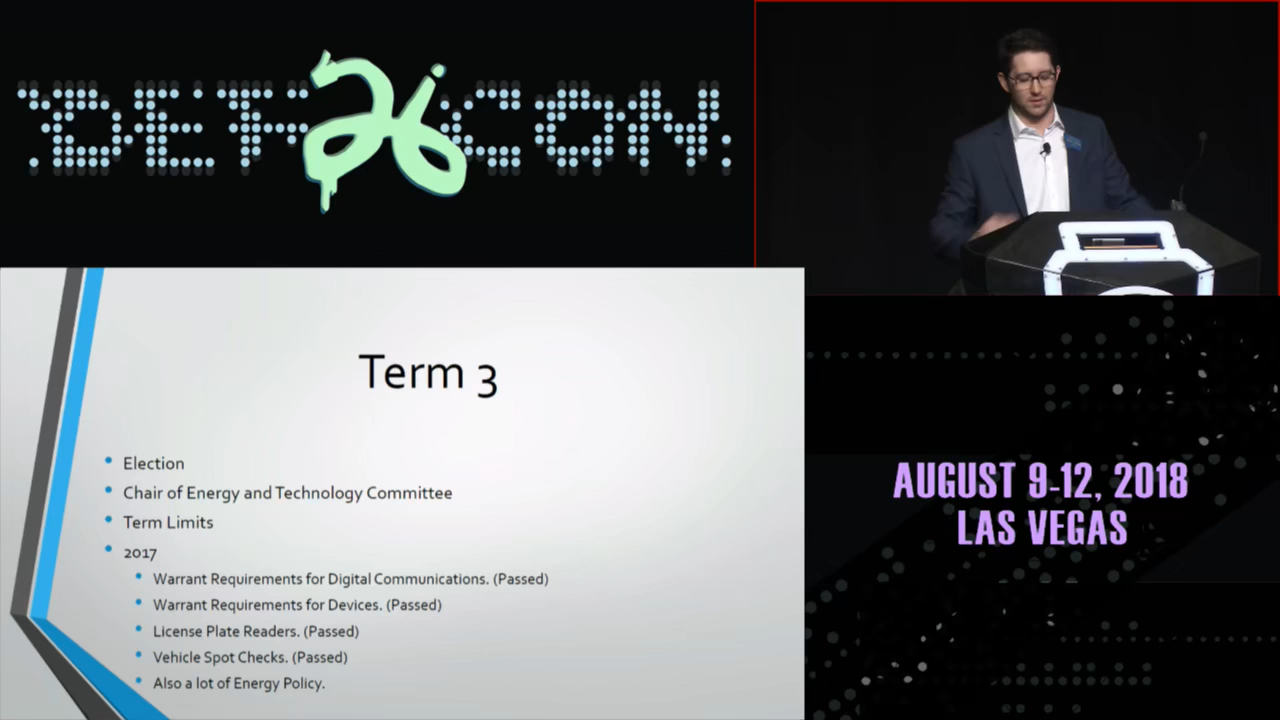 DEF 26 CON
Term 3
Election
Chair of Energy and Technology Committee
Term Limits
2017
Warrant Requirements for Digital Communications. (Passed)
Warrant Requirements for Devices. (Passed)
License Plate Readers. (Passed)
Vehicle Spot Checks. (Passed)
Also a lot of Energy Policy.
AUGUST 9-12, 2018
LAS VEGAS